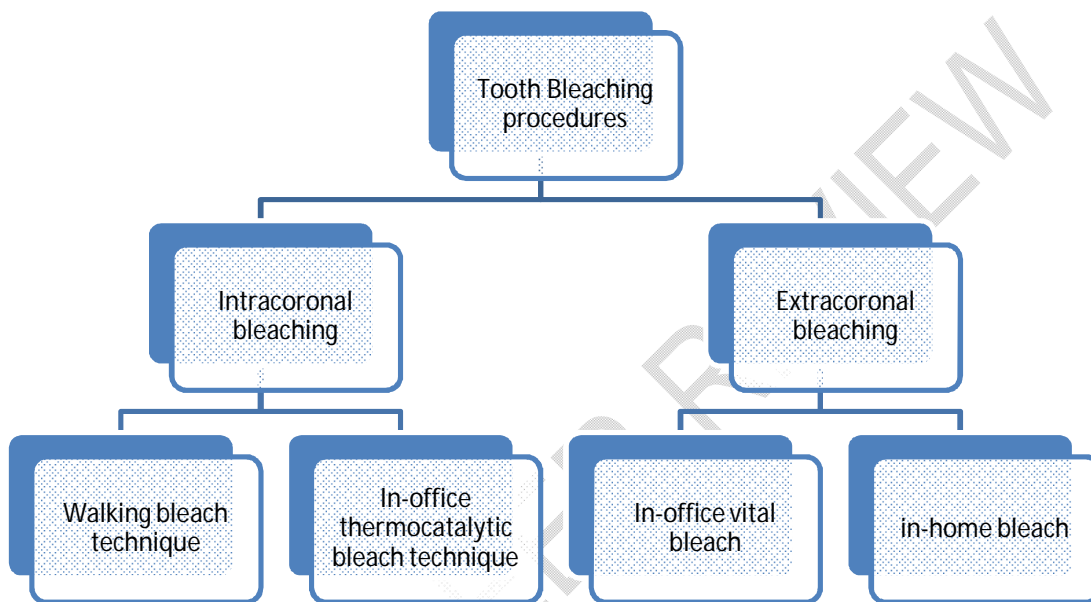 Tooth Bleaching
procedures
Intracoronal
bleaching
Extracoronal
bleaching
Walking bleach
technique
In-office
thermocatalytic
bleach technique
In-office vital
bleach
in-home bleach